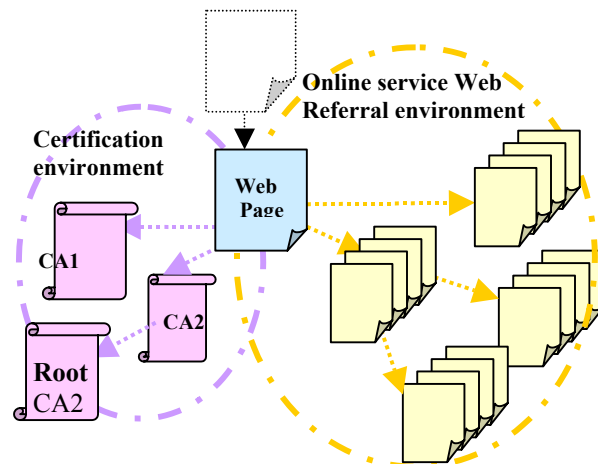 Online service Web
Referral environment
Certification
environment
Web
Page
CA1
CA2
Root
CA2